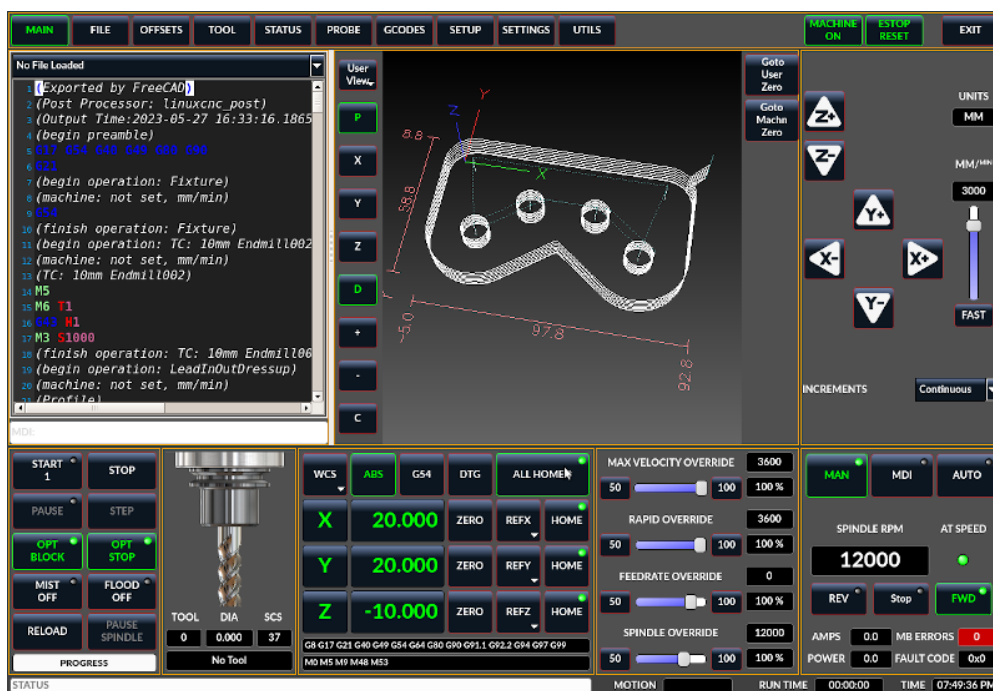 MAIN FILE OFFSETS TOOL STATUS PROBE GCODES SETUP SETTINGS UTILS MACHINE ON ESTOP RESET EXIT
No File Loaded
1 (Exported by FreeCAD)
2 (Post Processor: linuxcnc_post)
3 (Output Time:2023-05-27 16:33:16.1865
4 (begin preamble)
5 G17 G54 G40 G49 G80 G90
6 G21
7 (begin operation: Fixture)
8 (machine: not set, mm/min)
9 G54
10 (finish operation: Fixture)
11 (begin operation: TC: 10mm Endmill002
12 (machine: not set, mm/min)
13 (TC: 10mm Endmill002)
14 M5
15 M6 T1
16 G43 H1
17 M3 S1000
18 (finish operation: TC: 10mm Endmill06
19 (begin operation: LeadInOutDressup)
20 (machine: not set, mm/min)
21 (Profile)
MDI:
User View
P
X
Y
Z
D
+
-
C
Z
Y
X
8.8
58.8
-5.0
97.8
92.8
Goto User Zero
Goto Machn Zero
Z+
Z-
Y+
X-
X+
Y-
UNITS
MM
MM/MIN
3000
FAST
INCREMENTS Continuous
START 1 STOP
PAUSE STEP
OPT BLOCK OPT STOP
MIST OFF FLOOD OFF
RELOAD PAUSE SPINDLE
PROGRESS
TOOL DIA SCS
0 0.000 37
No Tool
WCS ABS G54 DTG ALL HOME
X 20.000 ZERO REFX HOME
Y 20.000 ZERO REFY HOME
Z -10.000 ZERO REFZ HOME
G8 G17 G21 G40 G49 G54 G64 G80 G90 G91.1 G92.2 G94 G97 G99
M0 M5 M9 M48 M53
MAX VELOCITY OVERRIDE 3600
50 100 100 %
RAPID OVERRIDE 3600
50 100 100 %
FEEDRATE OVERRIDE 0
50 100 100 %
SPINDLE OVERRIDE 12000
50 100 100 %
MAN MDI AUTO
SPINDLE RPM AT SPEED
12000
REV Stop FWD
AMPS 0.0 MB ERRORS 0
POWER 0.0 FAULT CODE 0x0
STATUS MOTION RUN TIME 00:00:00 TIME 07:49:36 PM